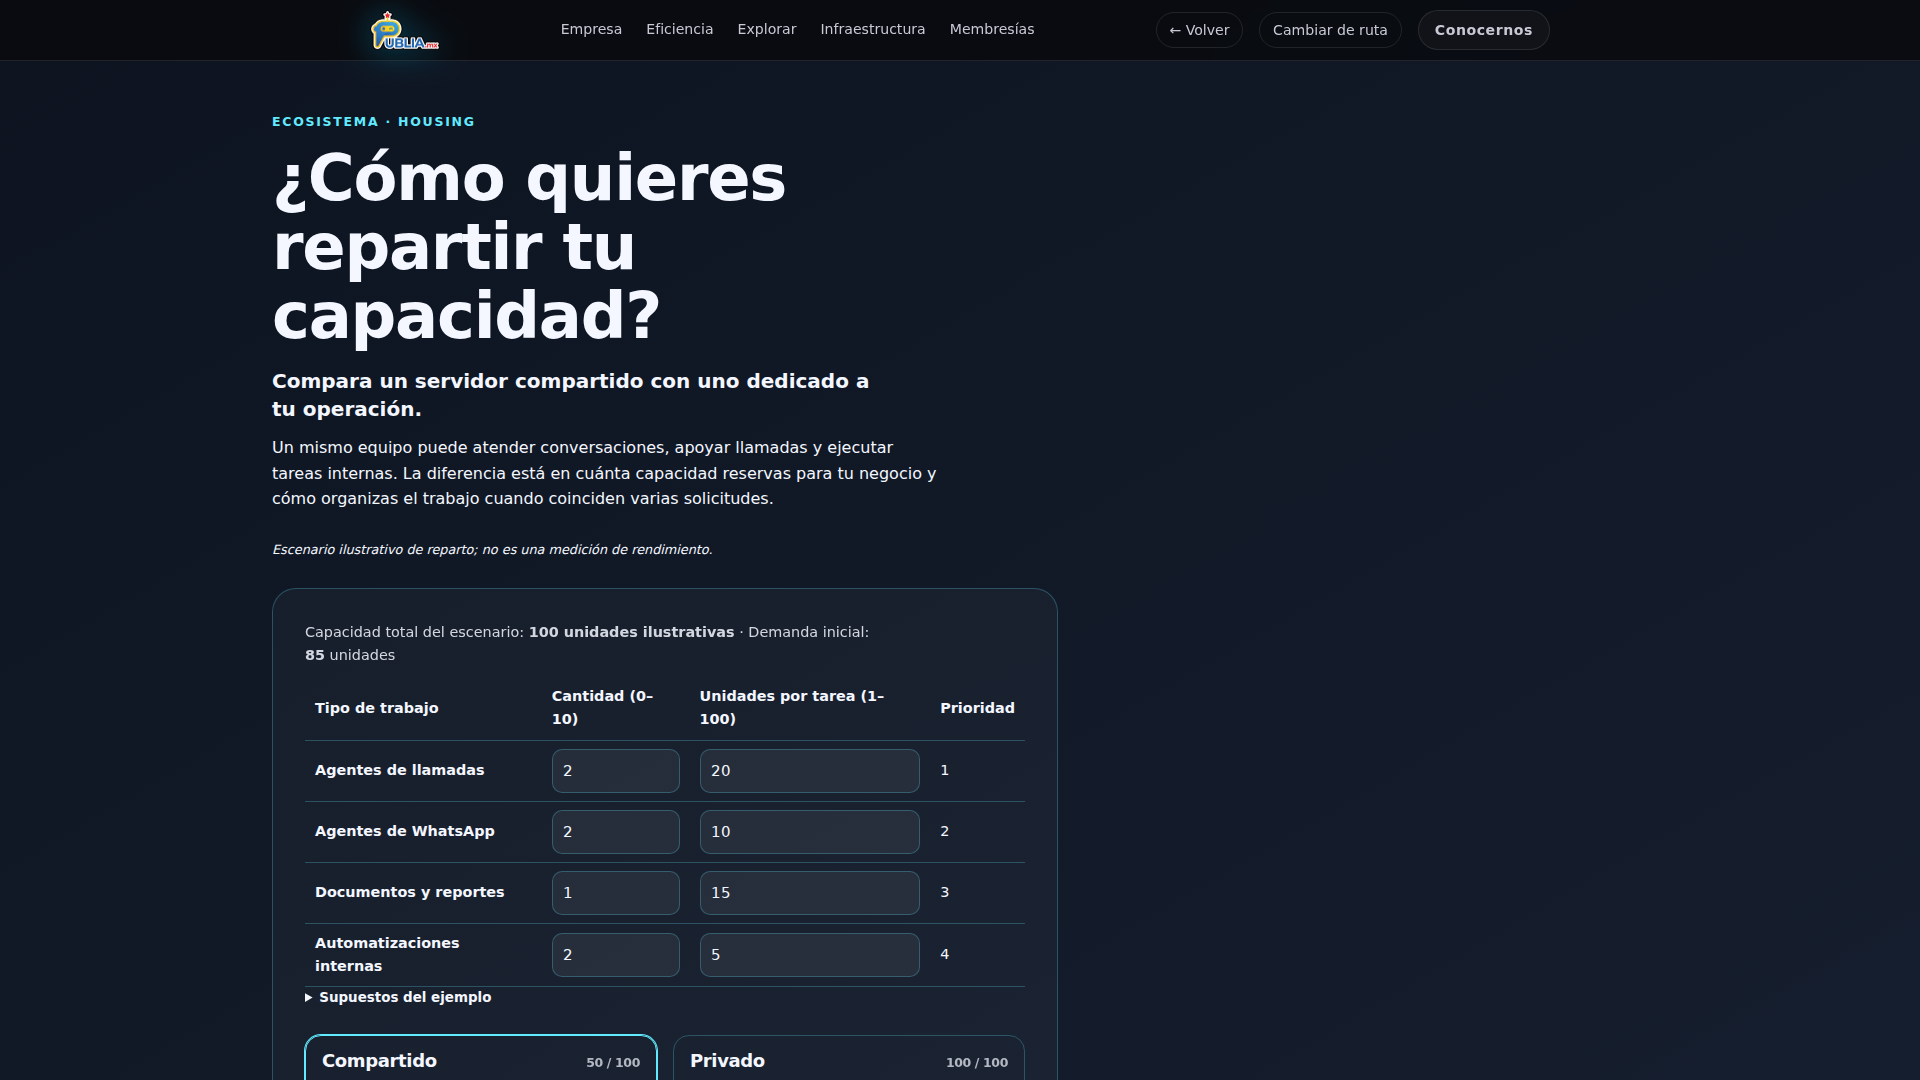 PUBLIA.mx
Empresa
Eficiencia
Explorar
Infraestructura
Membresías
← Volver
Cambiar de ruta
Conocernos
ECOSISTEMA · HOUSING
¿Cómo quieres
repartir tu
capacidad?
Compara un servidor compartido con uno dedicado a
tu operación.
Un mismo equipo puede atender conversaciones, apoyar llamadas y ejecutar
tareas internas. La diferencia está en cuánta capacidad reservas para tu negocio y
cómo organizas el trabajo cuando coinciden varias solicitudes.
Escenario ilustrativo de reparto; no es una medición de rendimiento.
Capacidad total del escenario: 100 unidades ilustrativas · Demanda inicial:
85 unidades
Tipo de trabajo
Cantidad (0–
10)
Unidades por tarea (1–
100)
Prioridad
Agentes de llamadas
2
20
1
Agentes de WhatsApp
2
10
2
Documentos y reportes
1
15
3
Automatizaciones
internas
2
5
4
▶ Supuestos del ejemplo
Compartido
50 / 100
Privado
100 / 100